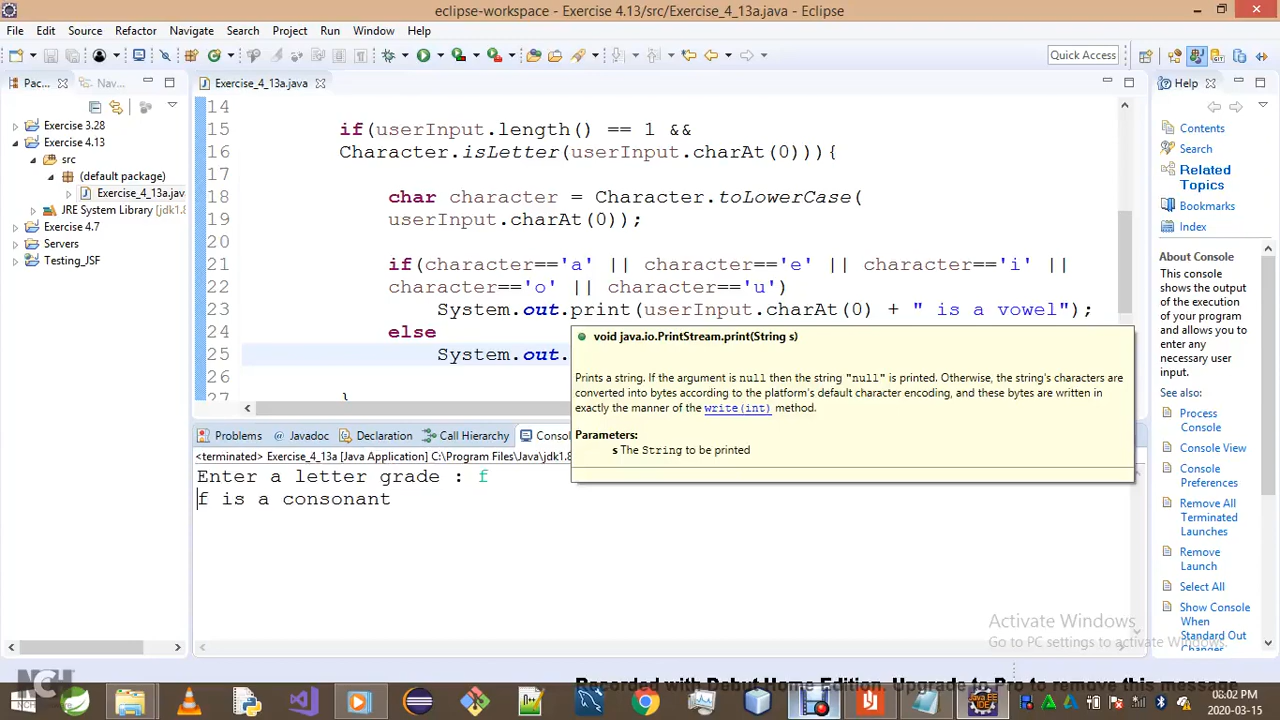 eclipse-workspace - Exercise 4.13/src/Exercise_4_13a.java - Eclipse
File Edit Source Refactor Navigate Search Project Run Window Help
Quick Access
Pac... Nav...
Exercise_4_13a.java
Help
Exercise 3.28
Exercise 4.13
src
(default package)
Exercise_4_13a.jav
JRE System Library [jdk1.8
Exercise 4.7
Servers
Testing_JSF
14
15 if(userInput.length() == 1 &&
16 Character.isLetter(userInput.charAt(0))){
17
18 char character = Character.toLowerCase(
19 userInput.charAt(0));
20
21 if(character=='a' || character=='e' || character=='i' ||
22 character=='o' || character=='u')
23 System.out.print(userInput.charAt(0) + " is a vowel");
24 else
25 System.out.
26 }
void java.io.PrintStream.print(String s)
Prints a string. If the argument is null then the string "null" is printed. Otherwise, the string's characters are
converted into bytes according to the platform's default character encoding, and these bytes are written in
exactly the manner of the write(int) method.
Parameters:
s The String to be printed
Problems Javadoc Declaration Call Hierarchy Conso
<terminated> Exercise_4_13a [Java Application] C:\Program Files\Java\jdk1.8
Enter a letter grade : f
f is a consonant
Contents
Search
Related
Topics
Bookmarks
Index
About Console
This console
shows the output
of the execution
of your program
and allows you to
enter any
necessary user
input.
See also:
Process
Console
Console View
Console
Preferences
Remove All
Terminated
Launches
Remove
Launch
Select All
Show Console
When
Standard Out
Changes
Activate Windows
Go to PC settings to activate Windows.
Recorded with Debut Home Edition. Upgrade to Pro to remove this message
NCH
08:02 PM
2020-03-15